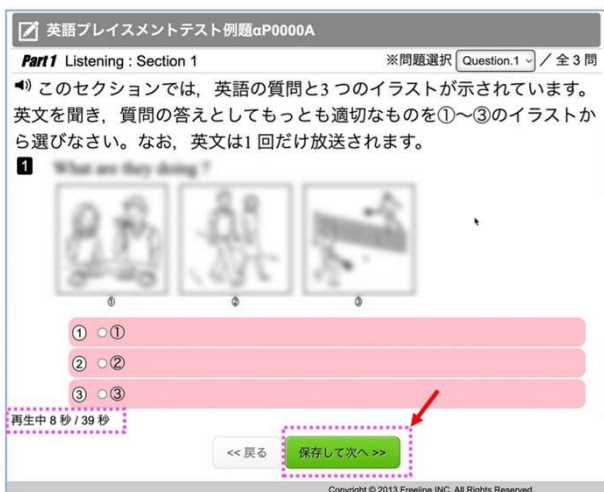 英語プレイスメントテスト例題αP0000A
Part1 Listening : Section 1
※問題選択 Question.1 / 全 3 問
このセクションでは，英語の質問と3 つのイラストが示されています。
英文を聞き，質問の答えとしてもっとも適切なものを①〜③のイラストか
ら選びなさい。なお，英文は1 回だけ放送されます。
1 What are they doing ?
① ② ③
① ①
② ②
③ ③
再生中 8 秒 / 39 秒
<< 戻る 保存して次へ >>
Copyright © 2013 Freeline INC. All Rights Reserved.